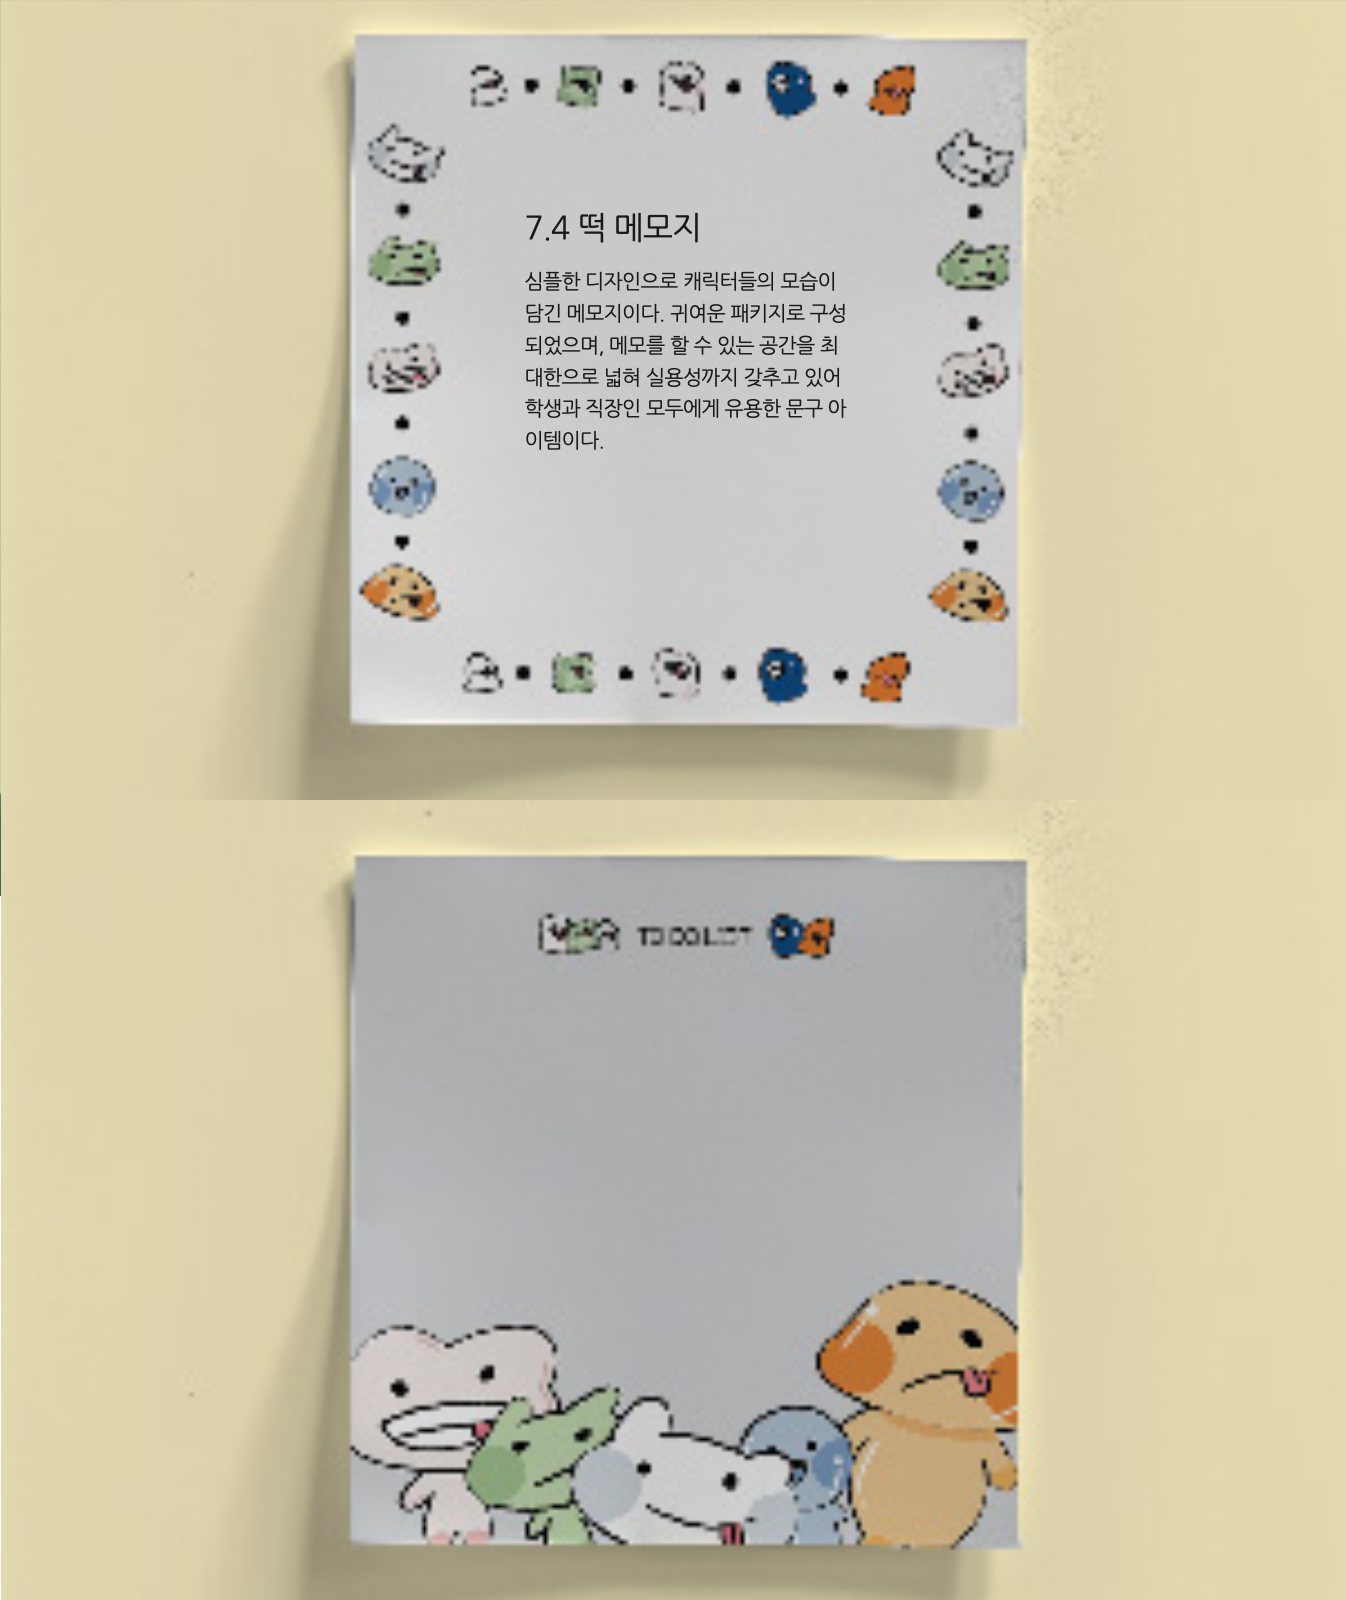 7.4 떡 메모지
심플한 디자인으로 캐릭터들의 모습이
담긴 메모지이다. 귀여운 패키지로 구성
되었으며, 메모를 할 수 있는 공간을 최
대한으로 넓혀 실용성까지 갖추고 있어
학생과 직장인 모두에게 유용한 문구 아
이템이다.
TO DO LIST